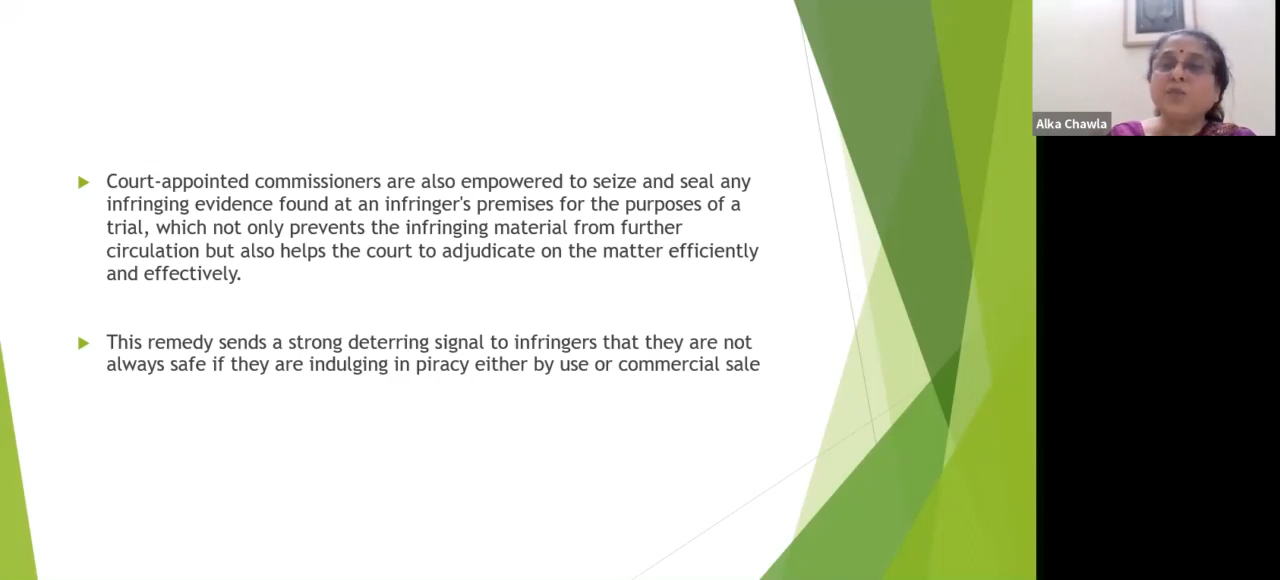 Court-appointed commissioners are also empowered to seize and seal any
infringing evidence found at an infringer's premises for the purposes of a
trial, which not only prevents the infringing material from further
circulation but also helps the court to adjudicate on the matter efficiently
and effectively.
This remedy sends a strong deterring signal to infringers that they are not
always safe if they are indulging in piracy either by use or commercial sale
Alka Chawla